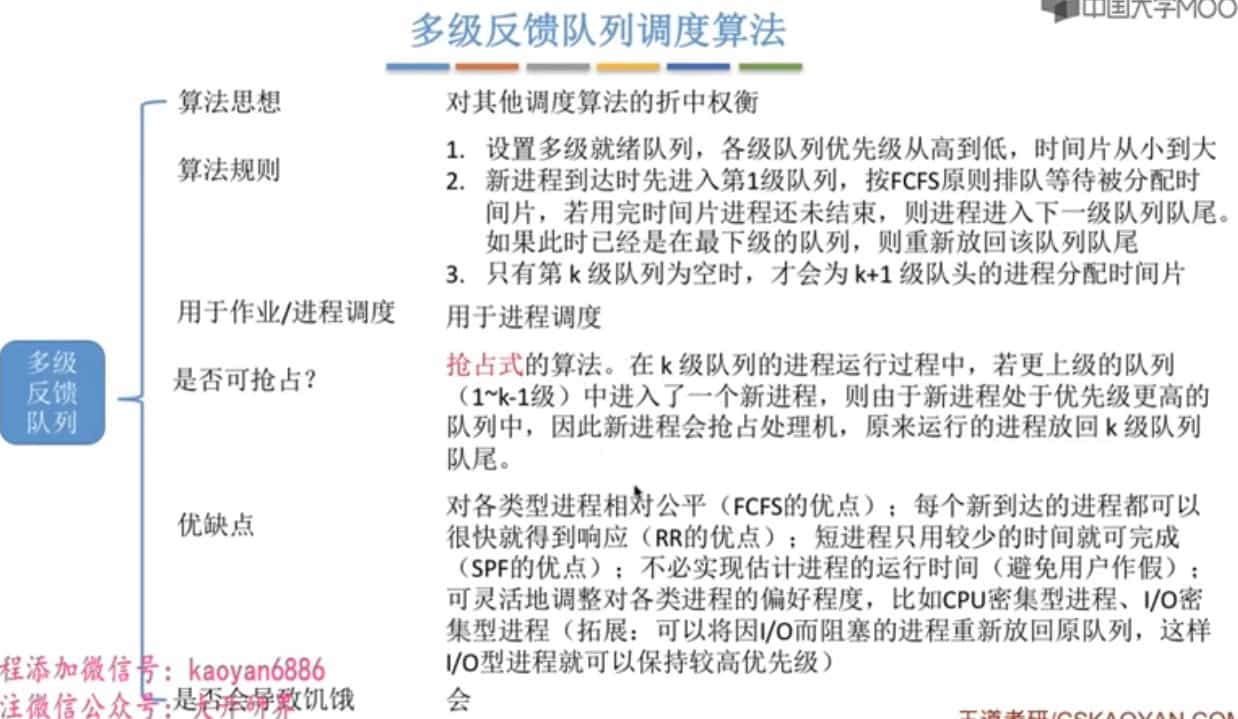 中国大学MOO
多级反馈队列调度算法
算法思想
对其他调度算法的折中权衡
算法规则
1. 设置多级就绪队列，各级队列优先级从高到低，时间片从小到大
2. 新进程到达时先进入第1级队列，按FCFS原则排队等待被分配时
间片，若用完时间片进程还未结束，则进程进入下一级队列队尾。
如果此时已经是在最下级的队列，则重新放回该队列队尾
3. 只有第 k 级队列为空时，才会为 k+1 级队头的进程分配时间片
用于作业/进程调度
用于进程调度
多级
反馈
队列
是否可抢占？
抢占式的算法。在 k 级队列的进程运行过程中，若更上级的队列
（1~k-1级）中进入了一个新进程，则由于新进程处于优先级更高的
队列中，因此新进程会抢占处理机，原来运行的进程放回 k 级队列
队尾。
优缺点
对各类型进程相对公平（FCFS的优点）；每个新到达的进程都可以
很快就得到响应（RR的优点）；短进程只用较少的时间就可完成
（SPF的优点）；不必实现估计进程的运行时间（避免用户作假）；
可灵活地调整对各类进程的偏好程度，比如CPU密集型进程、I/O密
集型进程（拓展：可以将因I/O而阻塞的进程重新放回原队列，这样
I/O型进程就可以保持较高优先级）
程添加微信号：kaoyan6886
是否会导致饥饿
会
注微信公众号：
王道考研/CSKAOYAN.COM